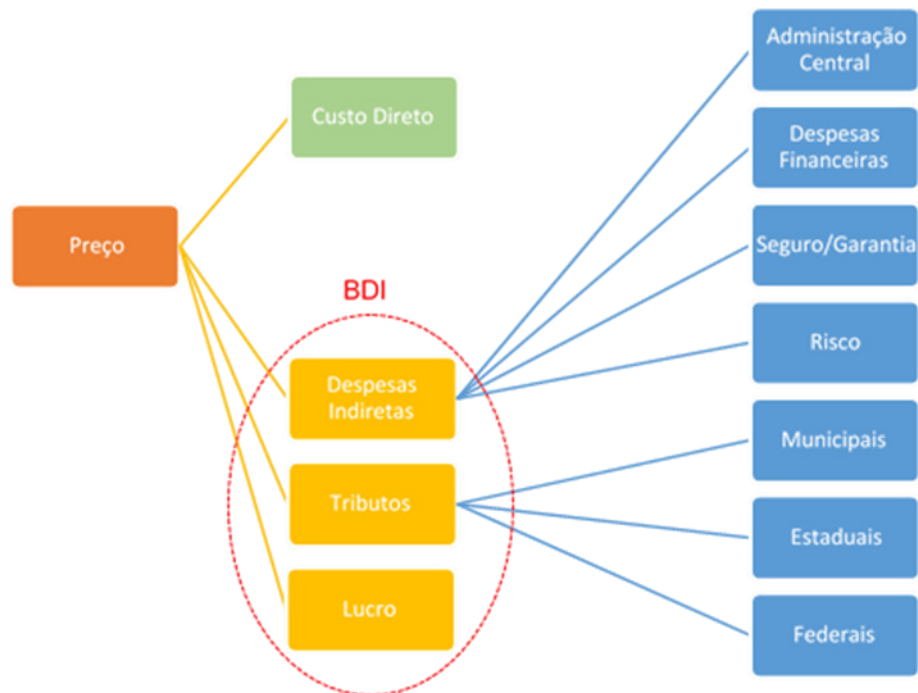 Preço
Custo Direto
BDI
Despesas
Indiretas
Tributos
Lucro
Administração
Central
Despesas
Financeiras
Seguro/Garantia
Risco
Municipais
Estaduais
Federais